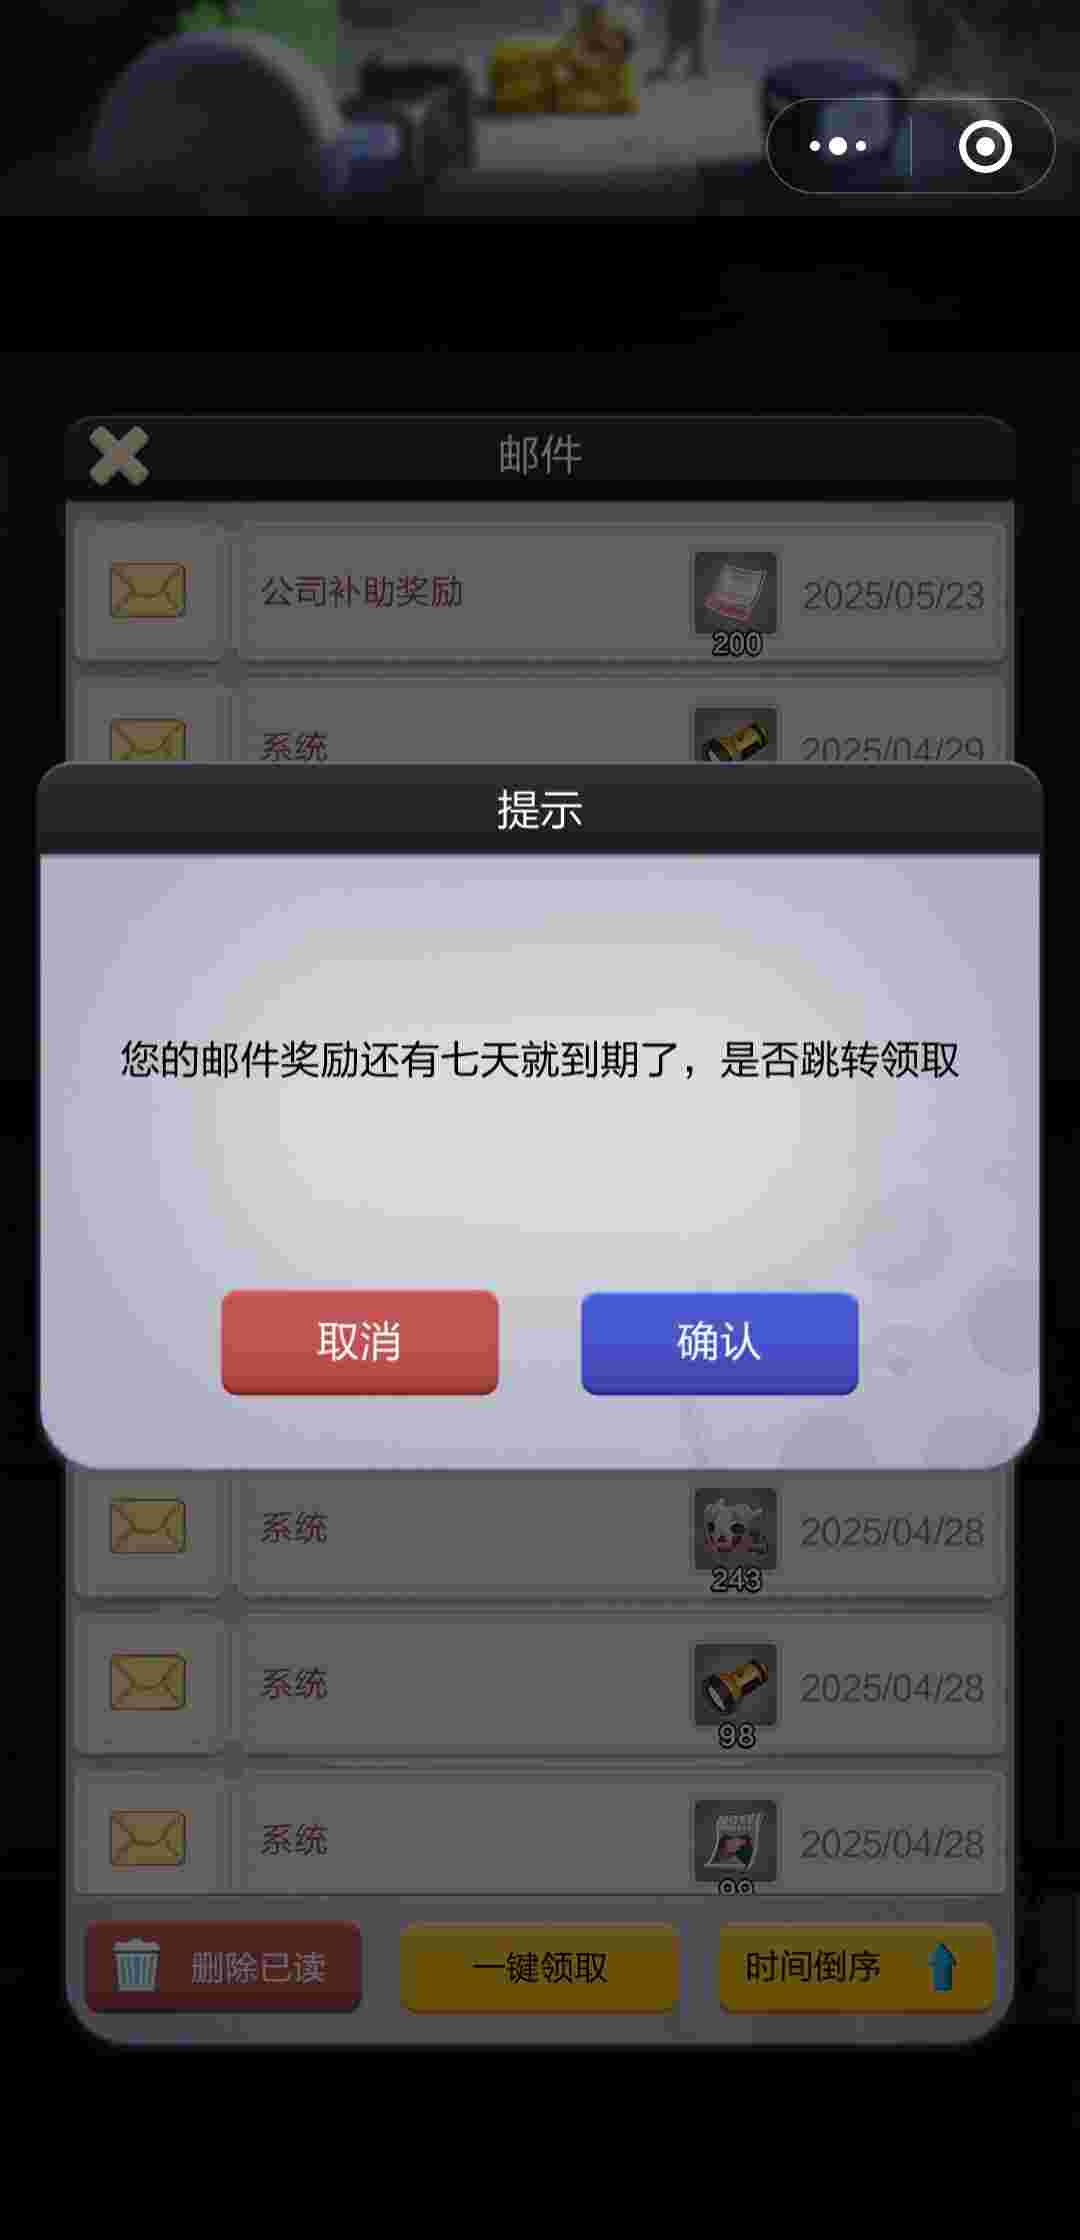 邮件
公司补助奖励
2025/05/23
200
系统
2025/04/29
提示
您的邮件奖励还有七天就到期了，是否跳转领取
取消
确认
系统
2025/04/28
243
系统
2025/04/28
98
系统
2025/04/28
删除已读
一键领取
时间倒序